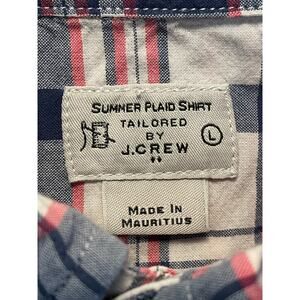 SUMMER PLAID SHIRT
TAILORED
BY
L
J.CREW
MADE IN
MAURITIUS